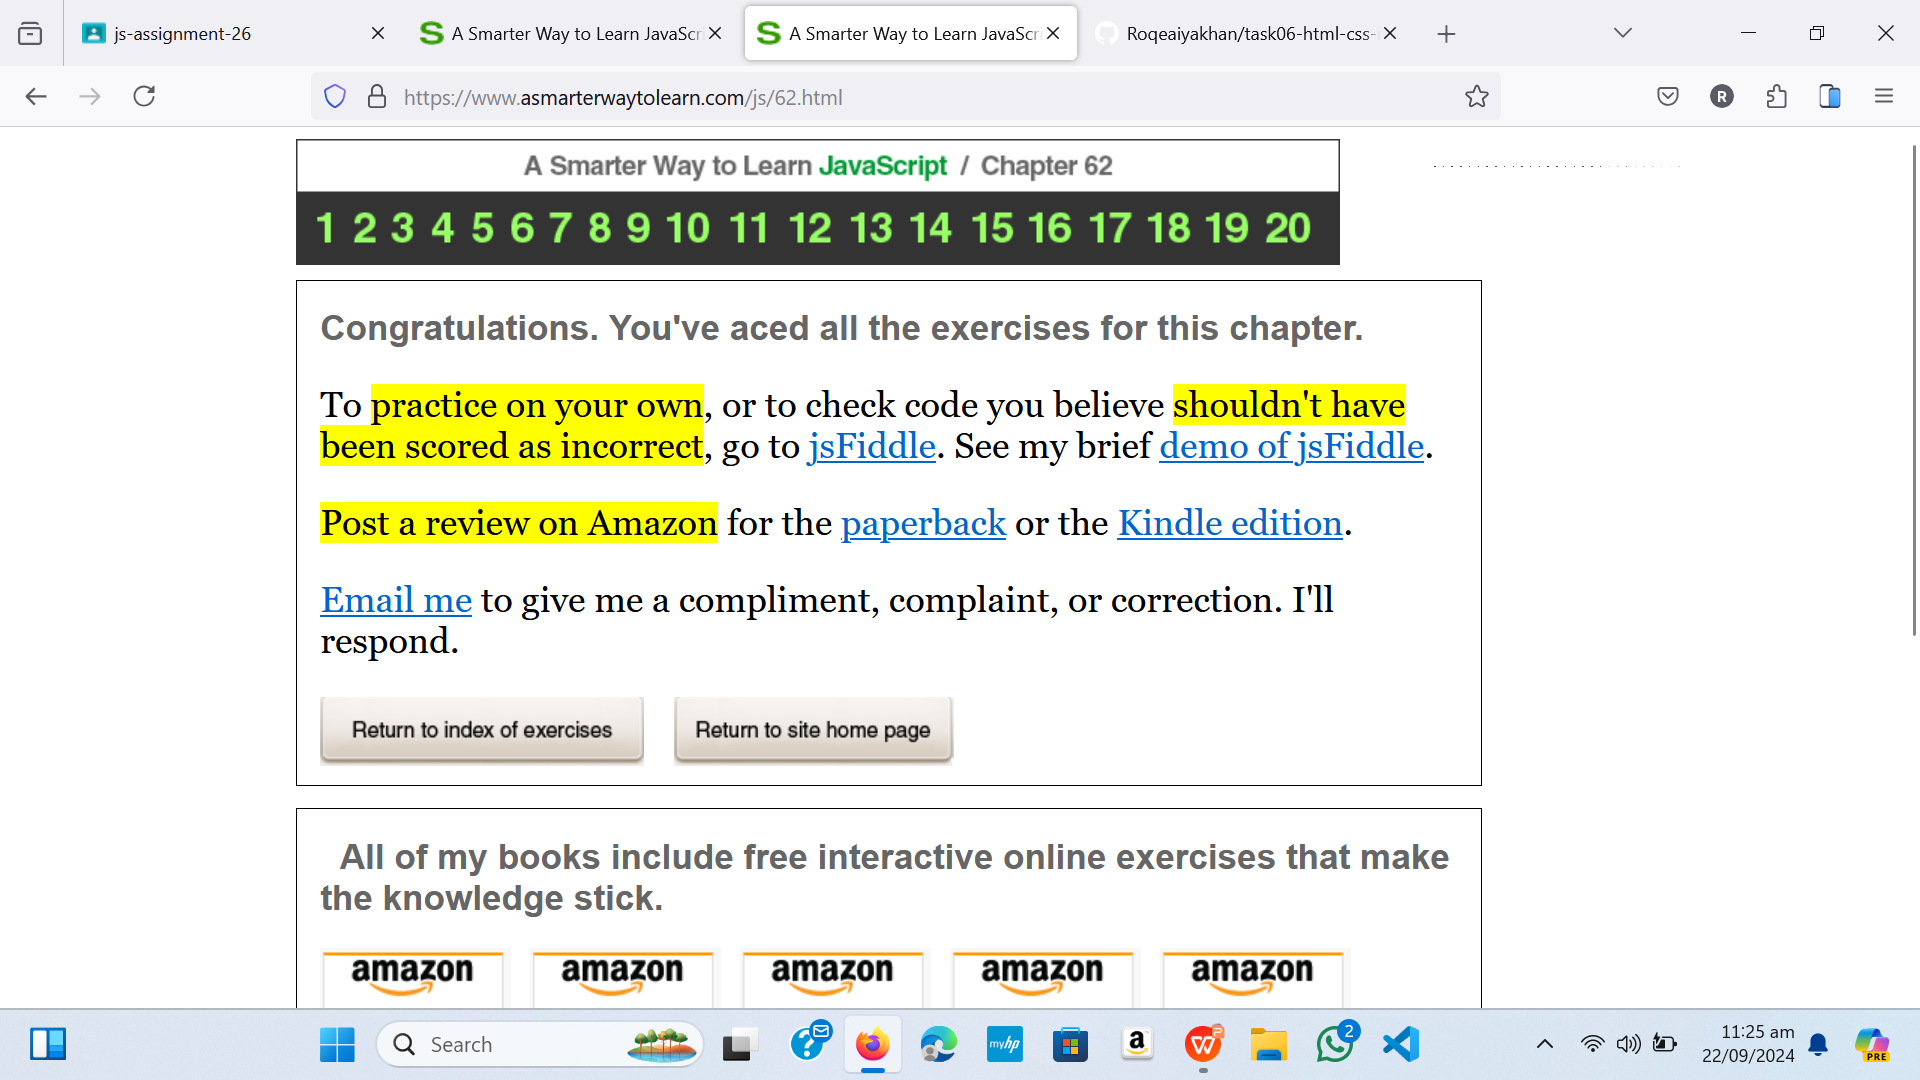 js-assignment-26
A Smarter Way to Learn JavaScr
A Smarter Way to Learn JavaScri
Roqeaiyakhan/task06-html-css-
https://www.asmarterwaytolearn.com/js/62.html
R
A Smarter Way to Learn JavaScript / Chapter 62
1 2 3 4 5 6 7 8 9 10 11 12 13 14 15 16 17 18 19 20
Congratulations. You've aced all the exercises for this chapter.
To practice on your own, or to check code you believe shouldn't have
been scored as incorrect, go to jsFiddle. See my brief demo of jsFiddle.
Post a review on Amazon for the paperback or the Kindle edition.
Email me to give me a compliment, complaint, or correction. I'll
respond.
Return to index of exercises
Return to site home page
All of my books include free interactive online exercises that make
the knowledge stick.
amazon amazon amazon amazon amazon
Search
myhp
a
W
P
2
11:25 am
22/09/2024
PRE